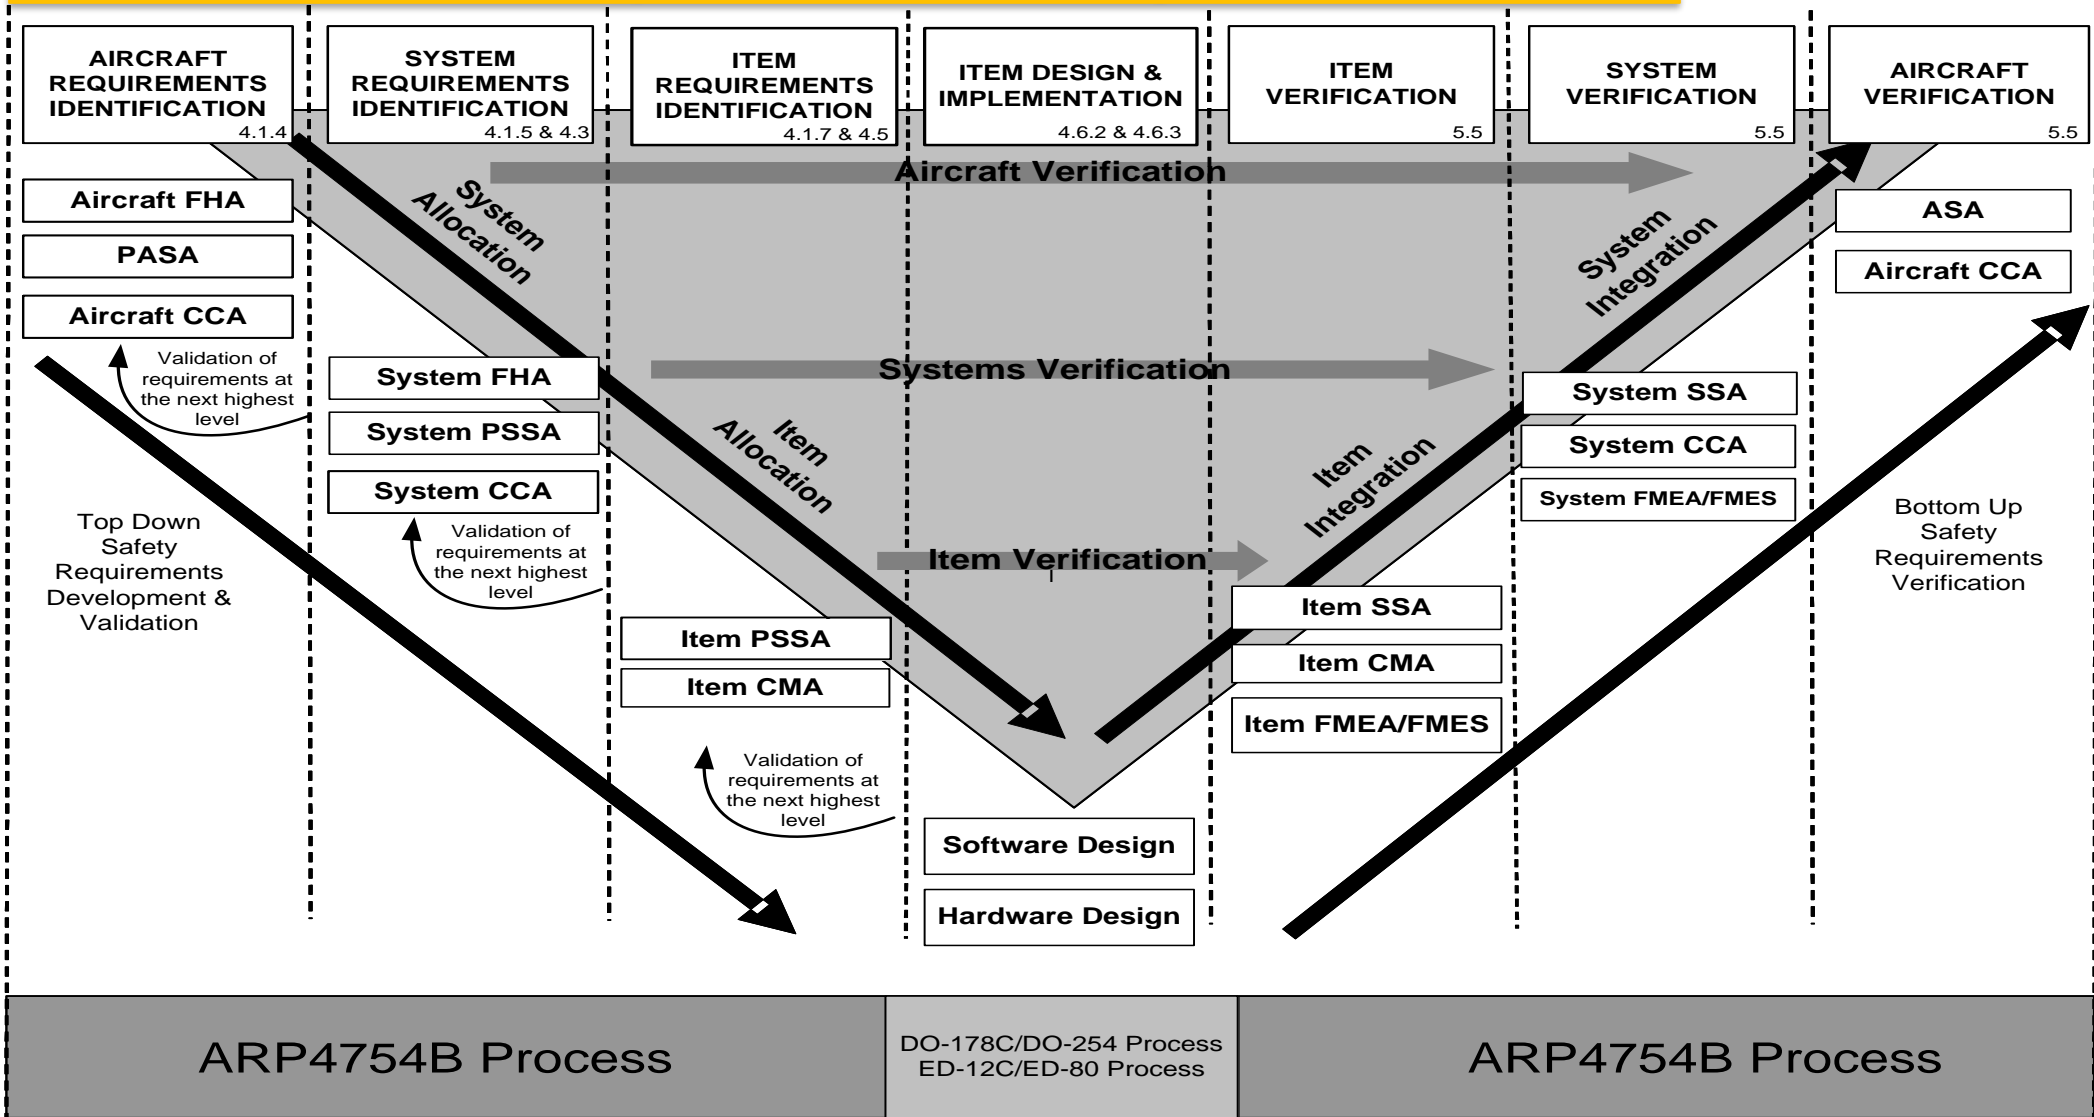 AIRCRAFT
REQUIREMENTS
IDENTIFICATION
4.1.4
SYSTEM
REQUIREMENTS
IDENTIFICATION
4.1.5 & 4.3
ITEM
REQUIREMENTS
IDENTIFICATION
4.1.7 & 4.5
ITEM DESIGN &
IMPLEMENTATION
4.6.2 & 4.6.3
ITEM
VERIFICATION
5.5
SYSTEM
VERIFICATION
5.5
AIRCRAFT
VERIFICATION
5.5
Aircraft FHA
PASA
Aircraft CCA
Validation of
requirements at
the next highest
level
Top Down
Safety
Requirements
Development &
Validation
System
Allocation
System FHA
System PSSA
System CCA
Validation of
requirements at
the next highest
level
Item
Allocation
Item PSSA
Item CMA
Validation of
requirements at
the next highest
level
Aircraft Verification
Systems Verification
Item Verification
Software Design
Hardware Design
Item
Integration
Item SSA
Item CMA
Item FMEA/FMES
System
Integration
System SSA
System CCA
System FMEA/FMES
ASA
Aircraft CCA
Bottom Up
Safety
Requirements
Verification
ARP4754B Process
DO-178C/DO-254 Process
ED-12C/ED-80 Process
ARP4754B Process